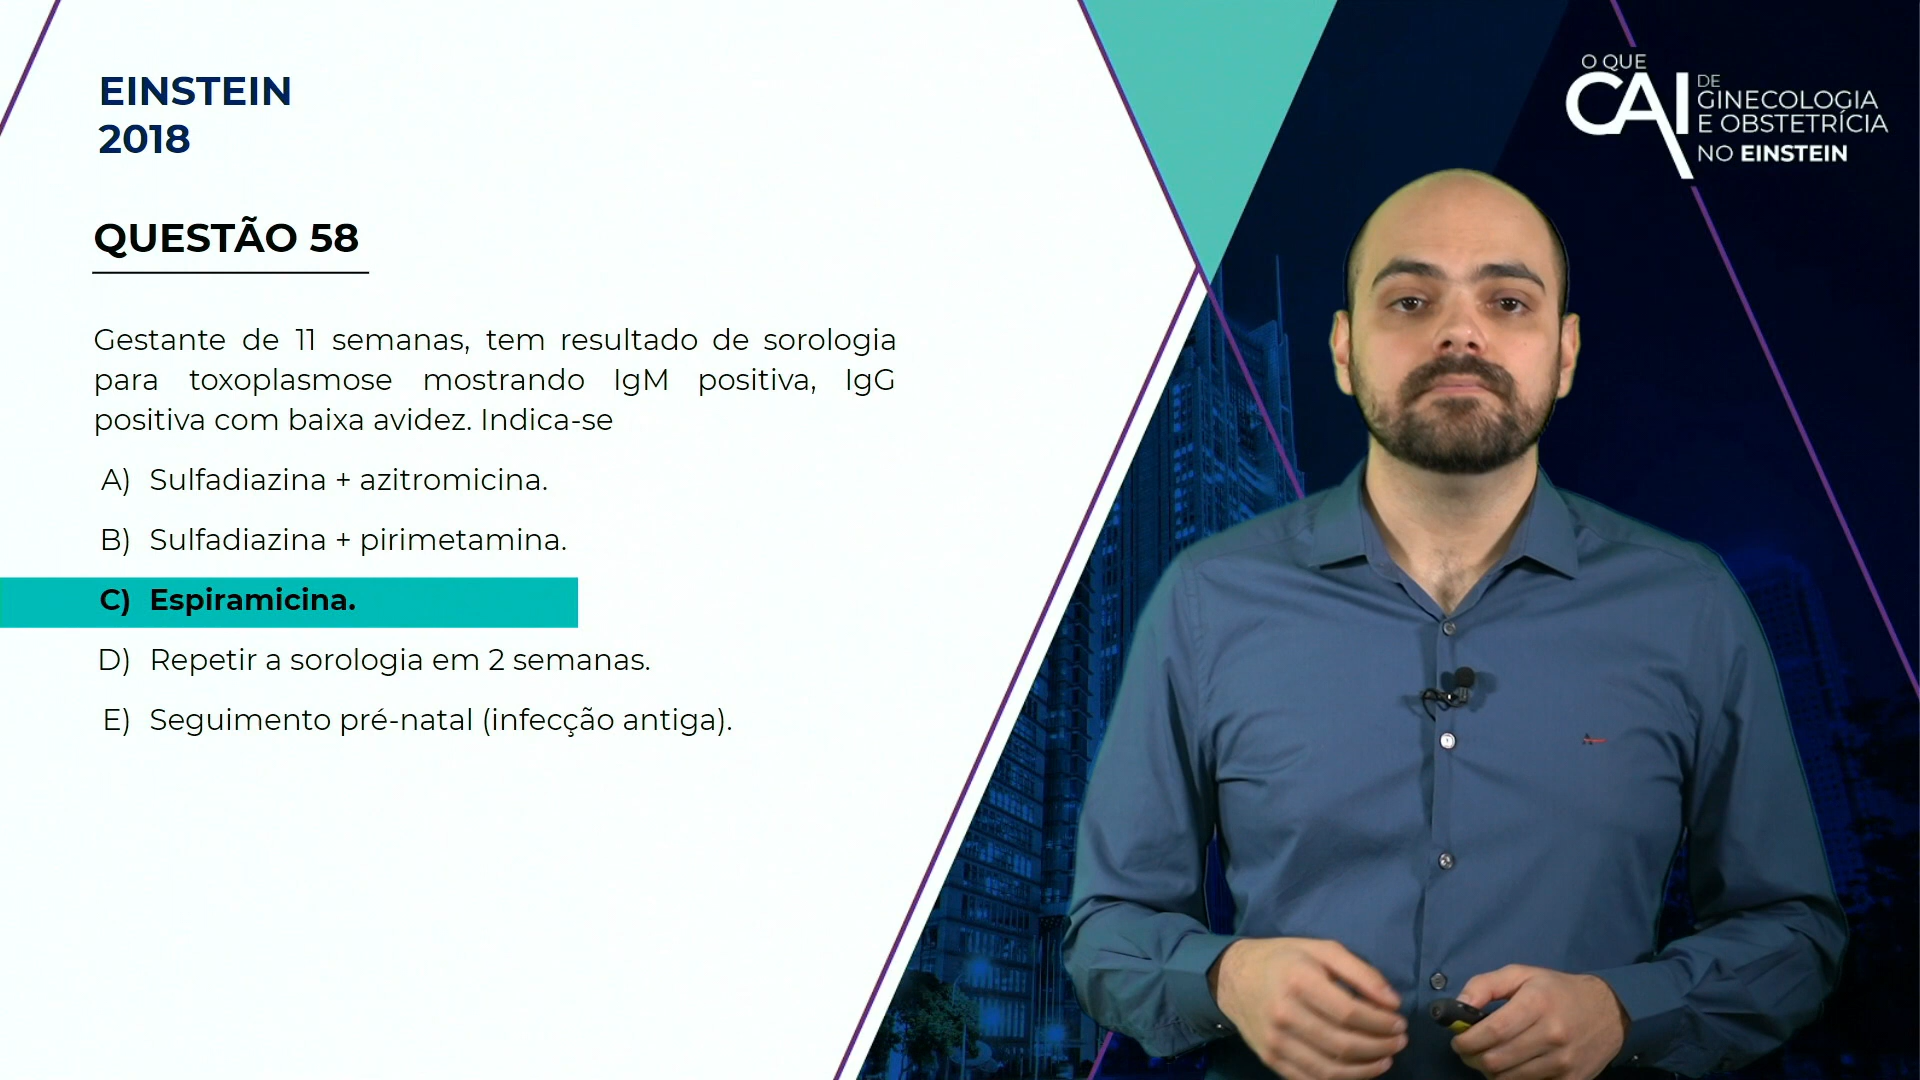 EINSTEIN
2018
QUESTÃO 58
Gestante de 11 semanas, tem resultado de sorologia
para toxoplasmose mostrando IgM positiva, IgG
positiva com baixa avidez. Indica-se
A) Sulfadiazina + azitromicina.
B) Sulfadiazina + pirimetamina.
C) Espiramicina.
D) Repetir a sorologia em 2 semanas.
E) Seguimento pré-natal (infecção antiga).
O QUE
CAI
DE
GINECOLOGIA
E OBSTETRÍCIA
NO EINSTEIN